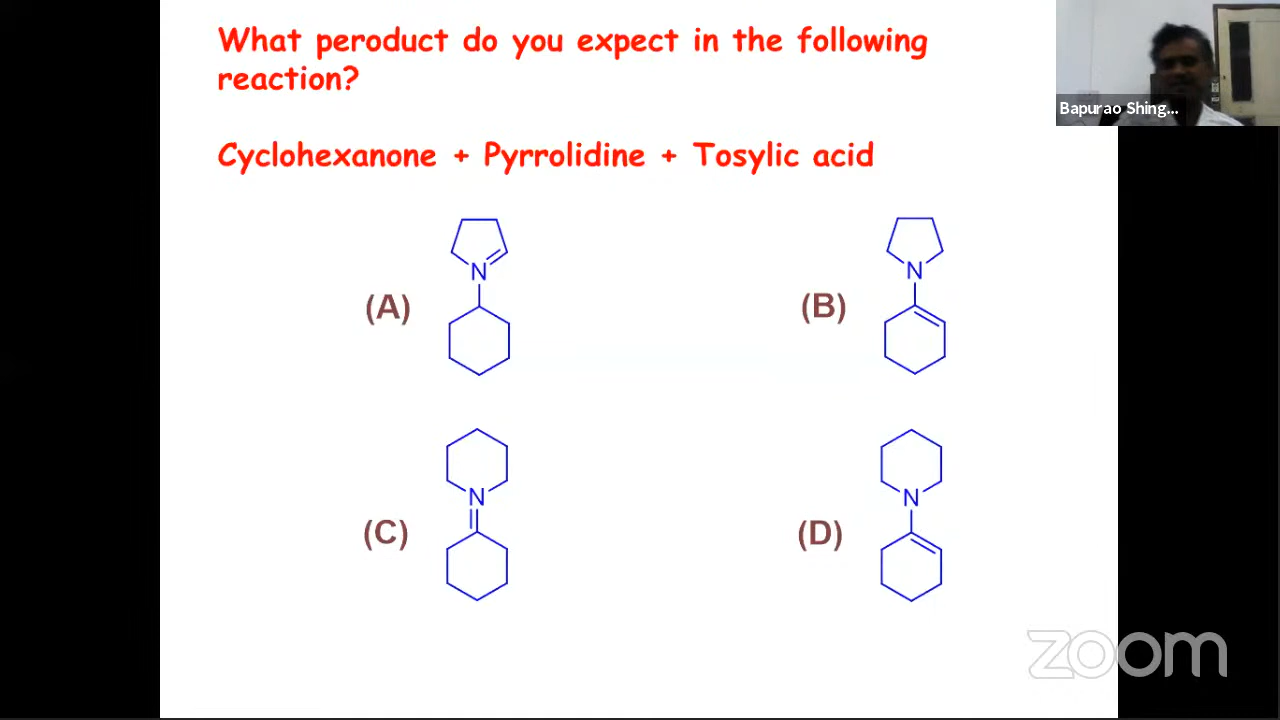 What peroduct do you expect in the following
reaction?
Bapurao Shing...
Cyclohexanone + Pyrrolidine + Tosylic acid
(A)
N
(B)
N
(C)
N
(D)
N
zoom